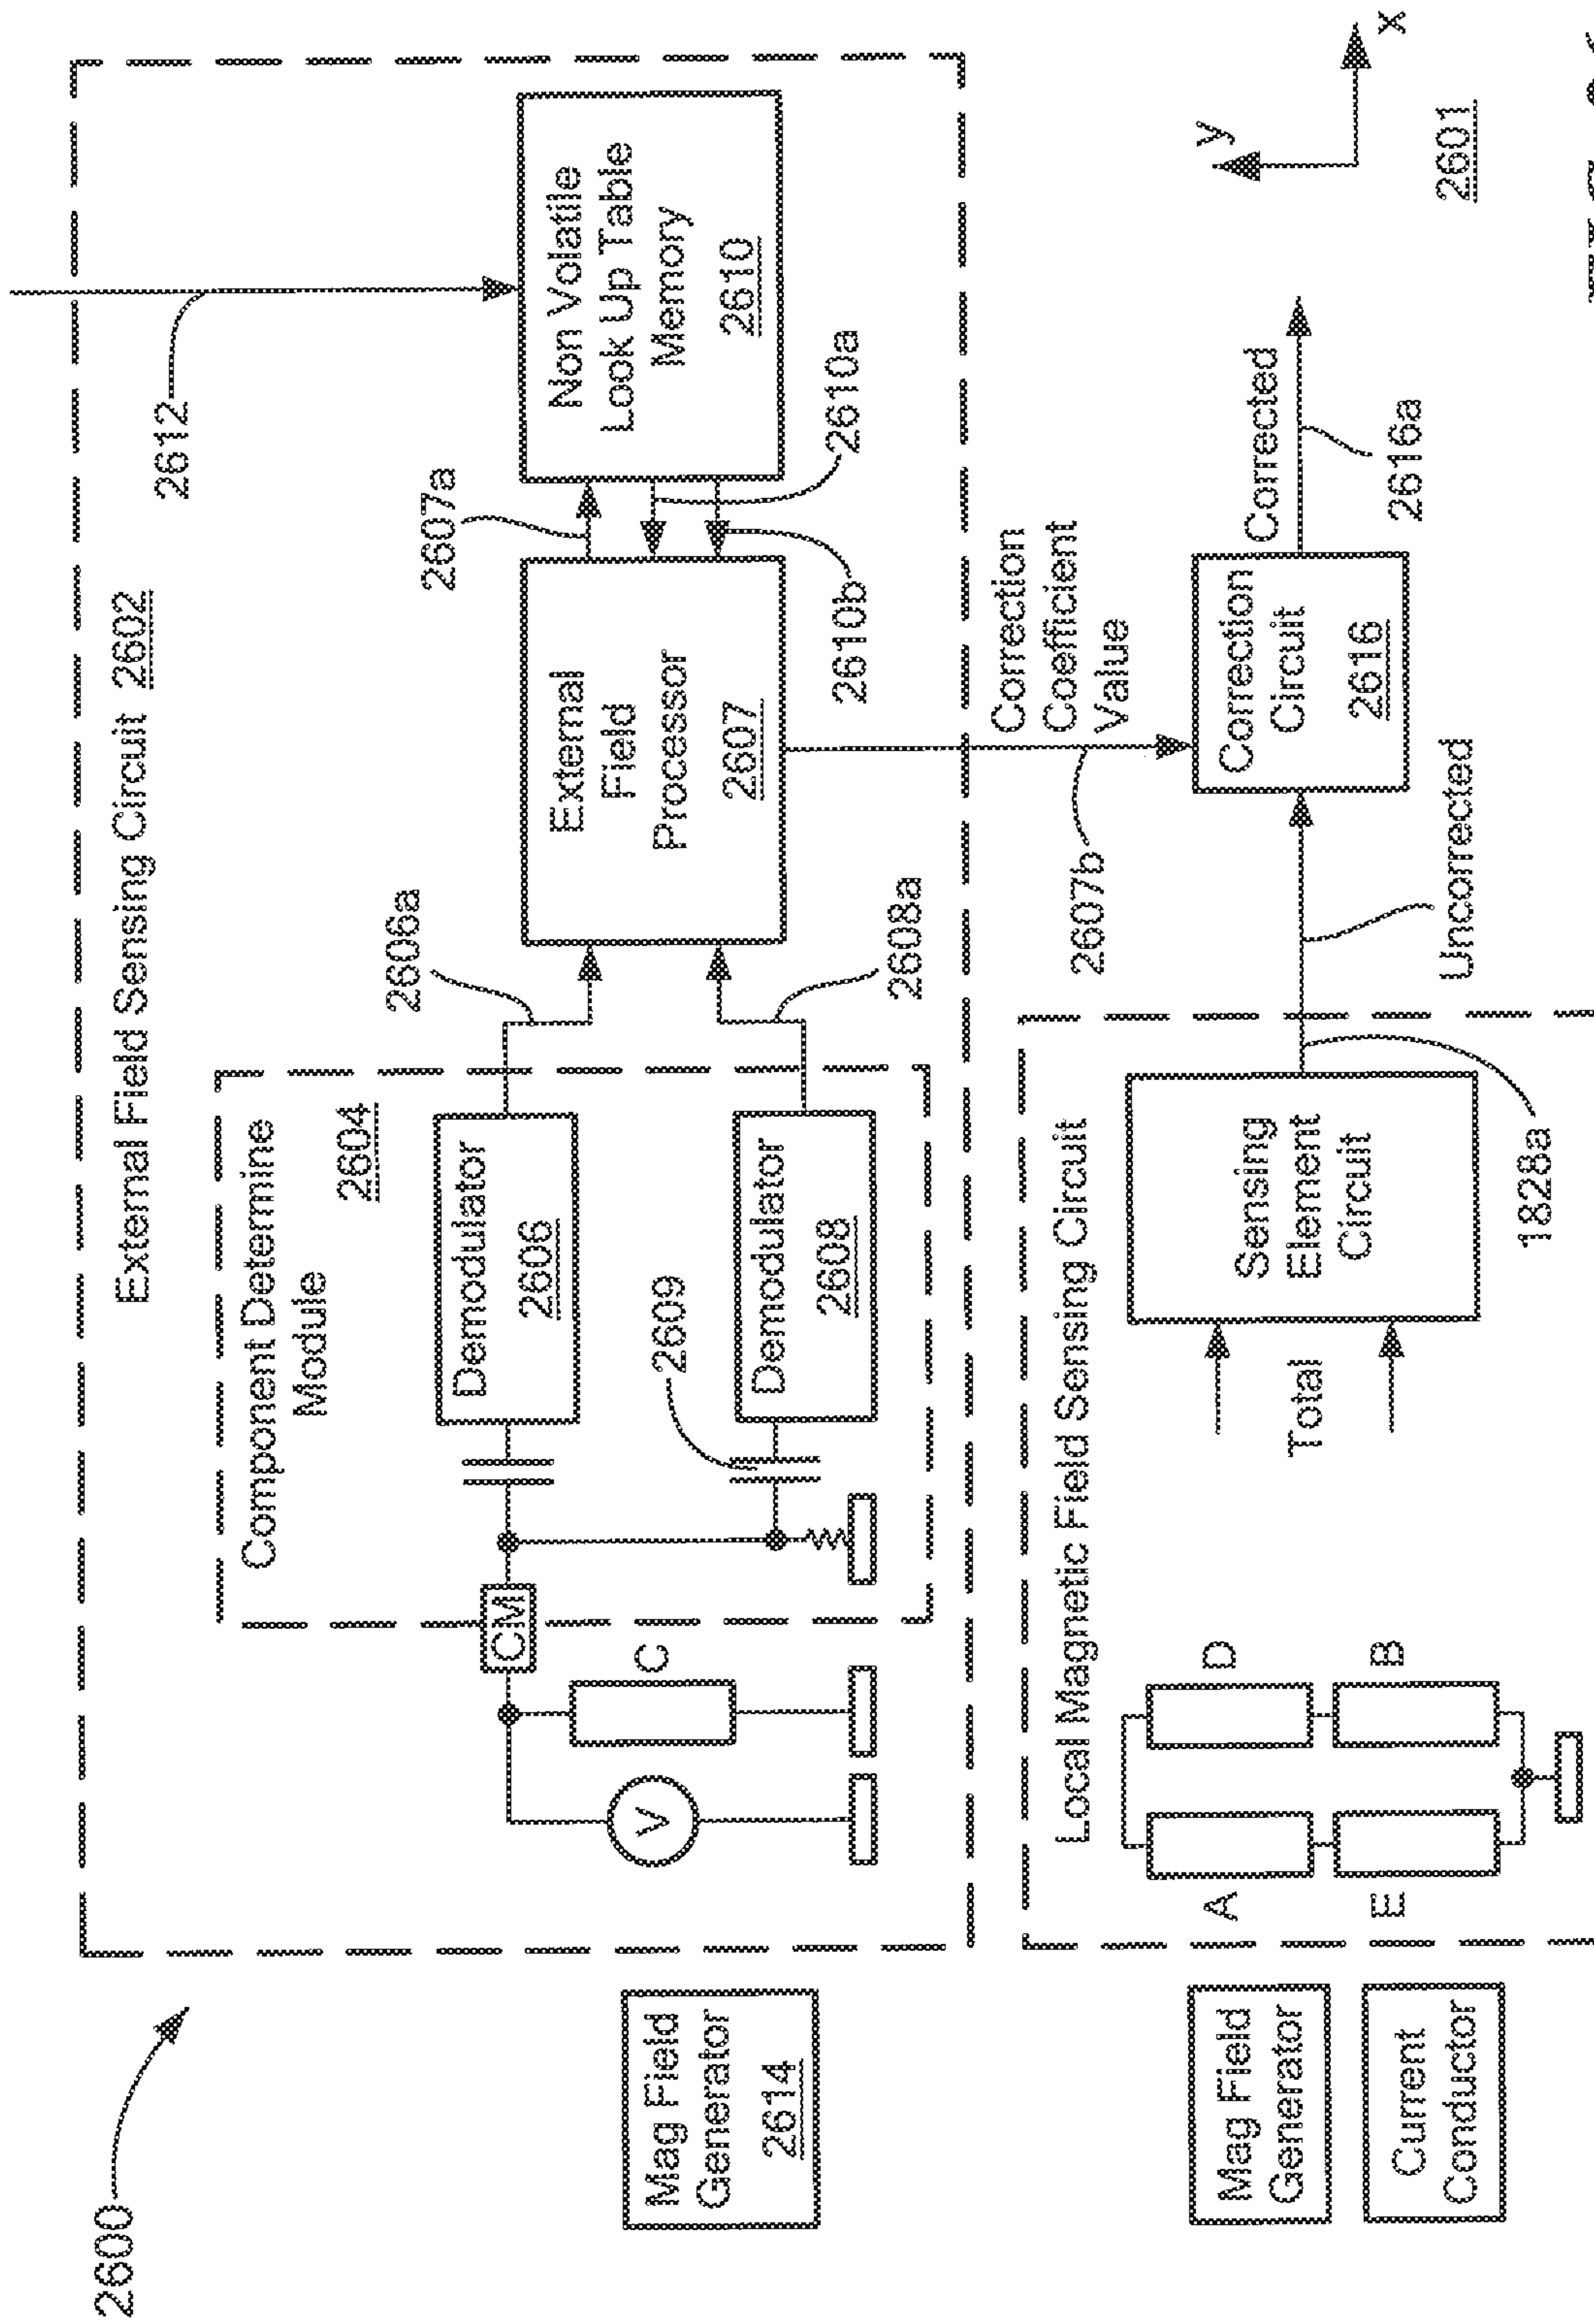 2600
External Field Sensing Circuit 2602
2612
Component Determine
Module
2604
CM
C
V
Demodulator
2606
2609
Demodulator
2608
2606a
2608a
External
Field
Processor
2607
2607a
2610a
2610b
Non Volatile
Look Up Table
Memory
2610
Mag Field
Generator
2614
Correction
Coefficient
Value
2607b
Local Magnetic Field Sensing Circuit
A
D
E
B
Total
Sensing
Element
Circuit
1828a
Uncorrected
Correction
Circuit
2616
Corrected
2616a
Mag Field
Generator
Current
Conductor
y
x
2601